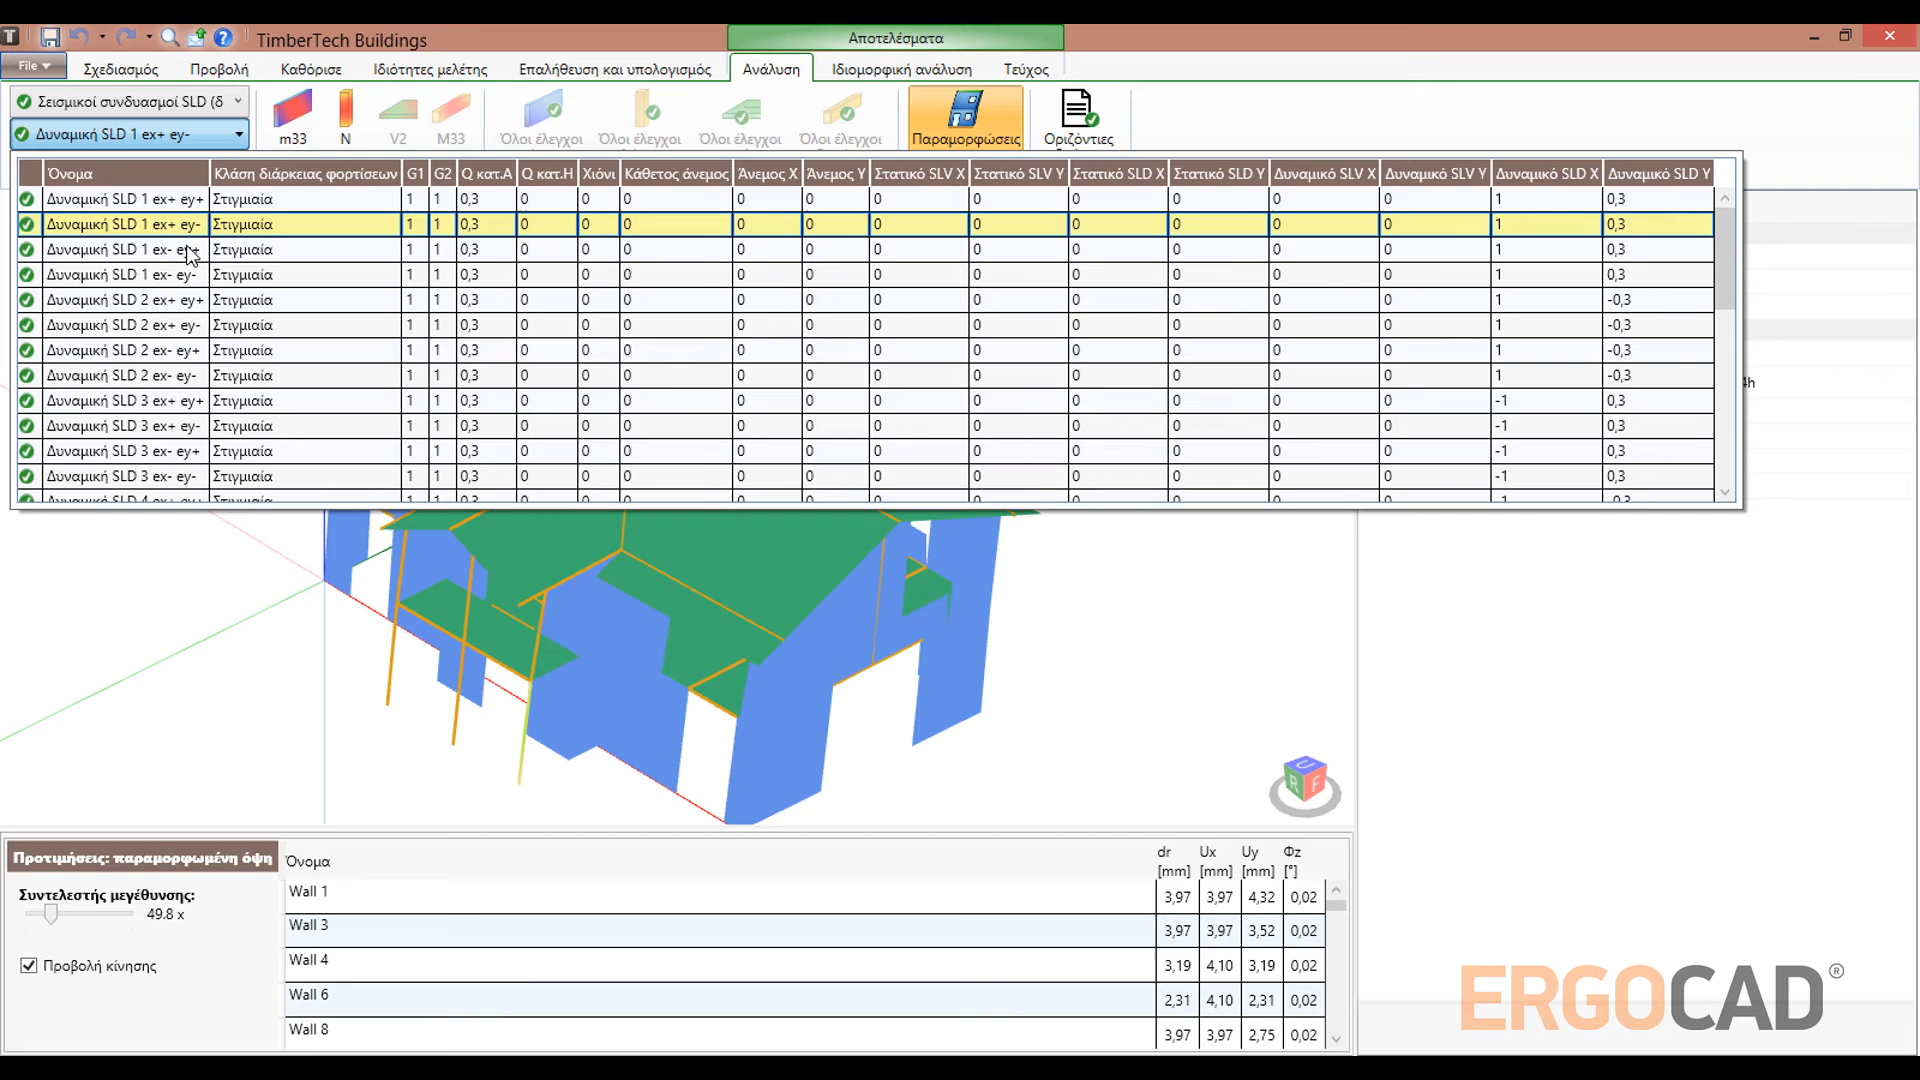 TimberTech Buildings
Αποτελέσματα
File
Σχεδιασμός
Προβολή
Καθόρισε
Ιδιότητες μελέτης
Επαλήθευση και υπολογισμός
Ανάλυση
Ιδιομορφική ανάλυση
Τεύχος
Σεισμικοί συνδυασμοί SLD (δ
Δυναμική SLD 1 ex+ ey-
m33
N
V2
M33
Όλοι έλεγχοι
Όλοι έλεγχοι
Όλοι έλεγχοι
Όλοι έλεγχοι
Παραμορφώσεις
Οριζόντιες
Όνομα Κλάση διάρκειας φορτίσεων G1 G2 Q κατ.A Q κατ.H Χιόνι Κάθετος άνεμος Άνεμος X Άνεμος Y Στατικό SLV X Στατικό SLV Y Στατικό SLD X Στατικό SLD Y Δυναμικό SLV X Δυναμικό SLV Y Δυναμικό SLD X Δυναμικό SLD Y
Δυναμική SLD 1 ex+ ey+ Στιγμιαία 1 1 0,3 0 0 0 0 0 0 0 0 0 0 0 1 0,3
Δυναμική SLD 1 ex+ ey- Στιγμιαία 1 1 0,3 0 0 0 0 0 0 0 0 0 0 0 1 0,3
Δυναμική SLD 1 ex- ey+ Στιγμιαία 1 1 0,3 0 0 0 0 0 0 0 0 0 0 0 1 0,3
Δυναμική SLD 1 ex- ey- Στιγμιαία 1 1 0,3 0 0 0 0 0 0 0 0 0 0 0 1 0,3
Δυναμική SLD 2 ex+ ey+ Στιγμιαία 1 1 0,3 0 0 0 0 0 0 0 0 0 0 0 1 -0,3
Δυναμική SLD 2 ex+ ey- Στιγμιαία 1 1 0,3 0 0 0 0 0 0 0 0 0 0 0 1 -0,3
Δυναμική SLD 2 ex- ey+ Στιγμιαία 1 1 0,3 0 0 0 0 0 0 0 0 0 0 0 1 -0,3
Δυναμική SLD 2 ex- ey- Στιγμιαία 1 1 0,3 0 0 0 0 0 0 0 0 0 0 0 1 -0,3
Δυναμική SLD 3 ex+ ey+ Στιγμιαία 1 1 0,3 0 0 0 0 0 0 0 0 0 0 0 -1 0,3
Δυναμική SLD 3 ex+ ey- Στιγμιαία 1 1 0,3 0 0 0 0 0 0 0 0 0 0 0 -1 0,3
Δυναμική SLD 3 ex- ey+ Στιγμιαία 1 1 0,3 0 0 0 0 0 0 0 0 0 0 0 -1 0,3
Δυναμική SLD 3 ex- ey- Στιγμιαία 1 1 0,3 0 0 0 0 0 0 0 0 0 0 0 -1 0,3
U
R F
Προτιμήσεις: παραμορφωμένη όψη
Συντελεστής μεγέθυνσης:
49.8 x
Προβολή κίνησης
Όνομα dr [mm] Ux [mm] Uy [mm] Φz [°]
Wall 1 3,97 3,97 4,32 0,02
Wall 3 3,97 3,97 3,52 0,02
Wall 4 3,19 4,10 3,19 0,02
Wall 6 2,31 4,10 2,31 0,02
Wall 8 3,97 3,97 2,75 0,02
ERGOCAD®